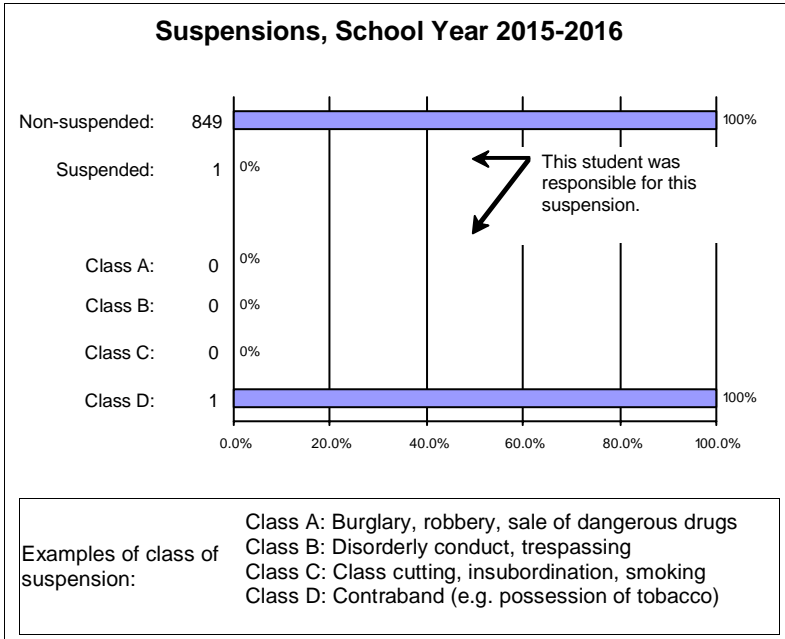 Suspensions, School Year 2015-2016
Non-suspended: 849 100%
Suspended: 1 0%
This student was
responsible for this
suspension.
Class A: 0 0%
Class B: 0 0%
Class C: 0 0%
Class D: 1 100%
0.0% 20.0% 40.0% 60.0% 80.0% 100.0%
Examples of class of
suspension:
Class A: Burglary, robbery, sale of dangerous drugs
Class B: Disorderly conduct, trespassing
Class C: Class cutting, insubordination, smoking
Class D: Contraband (e.g. possession of tobacco)